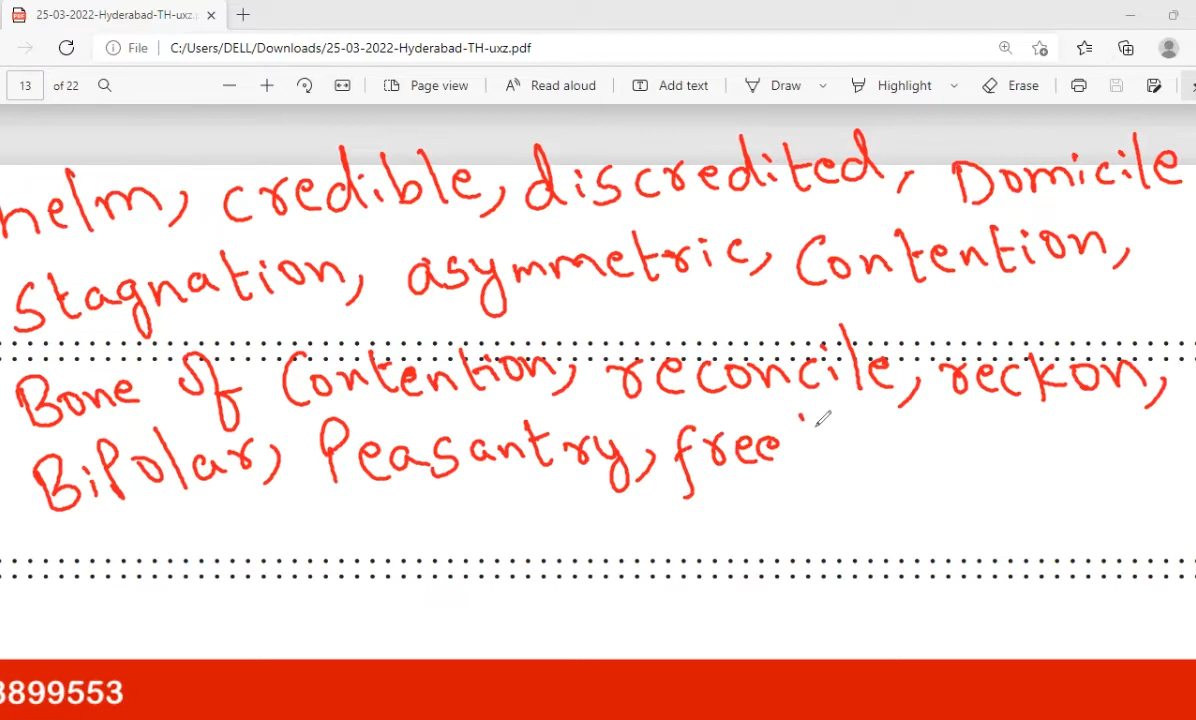 25-03-2022-Hyderabad-TH-uxz.
File C:/Users/DELL/Downloads/25-03-2022-Hyderabad-TH-uxz.pdf
13 of 22 Page view Read aloud Add text Draw Highlight Erase
helm, credible, discredited, Domicile
Stagnation, asymmetric, Contention,
Bone of Contention, reconcile, reckon,
Bipolar, Peasantry, free
3899553